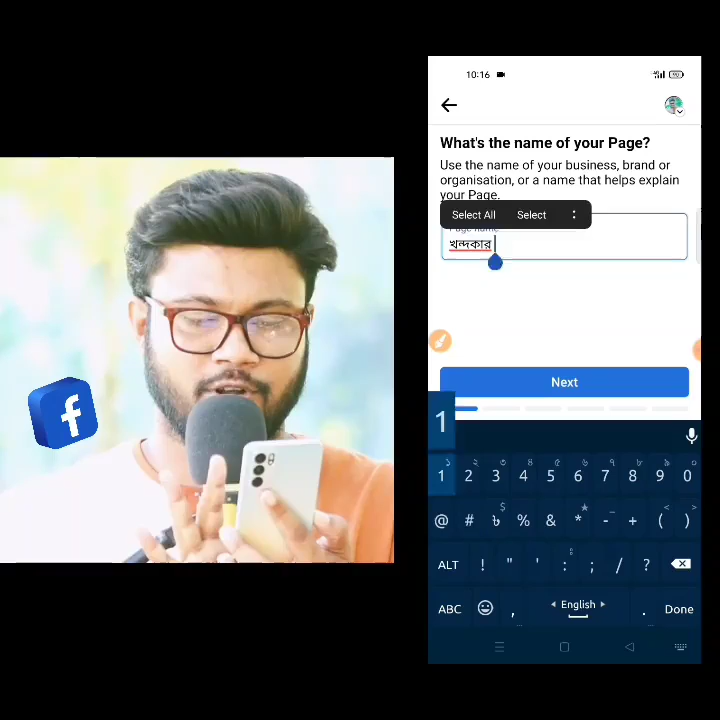 10:16
What's the name of your Page?
Use the name of your business, brand or
organisation, or a name that helps explain
your Page.
Select All Select
খন্দকার
Next
1
1 2 3 4 5 6 7 8 9 0
@ # ৳ $ % & * - _ + ( < ) >
ALT ! " ' : ; / ?
ABC , English . Done
f